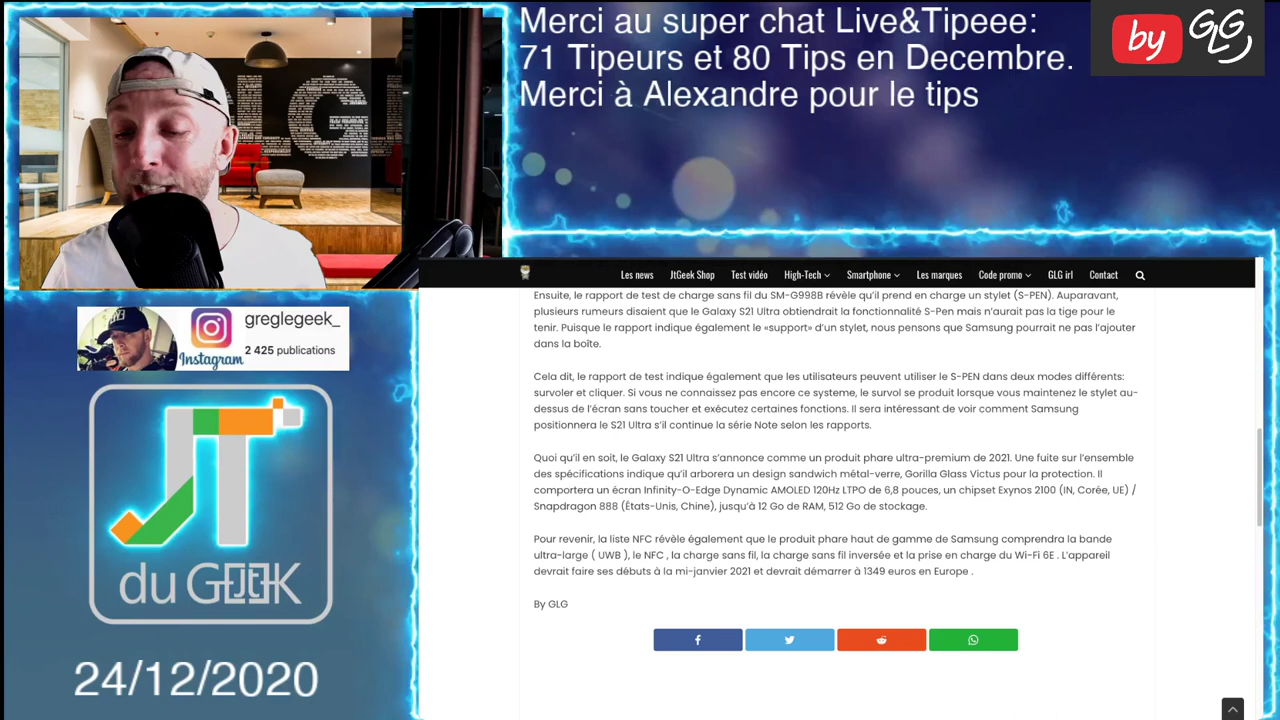 Merci au super chat Live&Tipeee:
71 Tipeurs et 80 Tips en Decembre.
Merci à Alexandre pour le tips
by GLG
G
greglegeek_
2 425 publications
Instagram
JT
du GEEK
24/12/2020
Les news
JtGeek Shop
Test vidéo
High-Tech
Smartphone
Les marques
Code promo
GLG irl
Contact
Ensuite, le rapport de test de charge sans fil du SM-G998B révèle qu'il prend en charge un stylet (S-PEN). Auparavant,
plusieurs rumeurs disaient que le Galaxy S21 Ultra obtiendrait la fonctionnalité S-Pen mais n'aurait pas la tige pour le
tenir. Puisque le rapport indique également le «support» d'un stylet, nous pensons que Samsung pourrait ne pas l'ajouter
dans la boîte.
Cela dit, le rapport de test indique également que les utilisateurs peuvent utiliser le S-PEN dans deux modes différents:
survoler et cliquer. Si vous ne connaissez pas encore ce systeme, le survol se produit lorsque vous maintenez le stylet au-
dessus de l'écran sans toucher et exécutez certaines fonctions. Il sera intéressant de voir comment Samsung
positionnera le S21 Ultra s'il continue la série Note selon les rapports.
Quoi qu'il en soit, le Galaxy S21 Ultra s'annonce comme un produit phare ultra-premium de 2021. Une fuite sur l'ensemble
des spécifications indique qu'il arborera un design sandwich métal-verre, Gorilla Glass Victus pour la protection. Il
comportera un écran Infinity-O-Edge Dynamic AMOLED 120Hz LTPO de 6,8 pouces, un chipset Exynos 2100 (IN, Corée, UE) /
Snapdragon 888 (États-Unis, Chine), jusqu'à 12 Go de RAM, 512 Go de stockage.
Pour revenir, la liste NFC révèle également que le produit phare haut de gamme de Samsung comprendra la bande
ultra-large ( UWB ), le NFC , la charge sans fil, la charge sans fil inversée et la prise en charge du Wi-Fi 6E . L'appareil
devrait faire ses débuts à la mi-janvier 2021 et devrait démarrer à 1349 euros en Europe .
By GLG